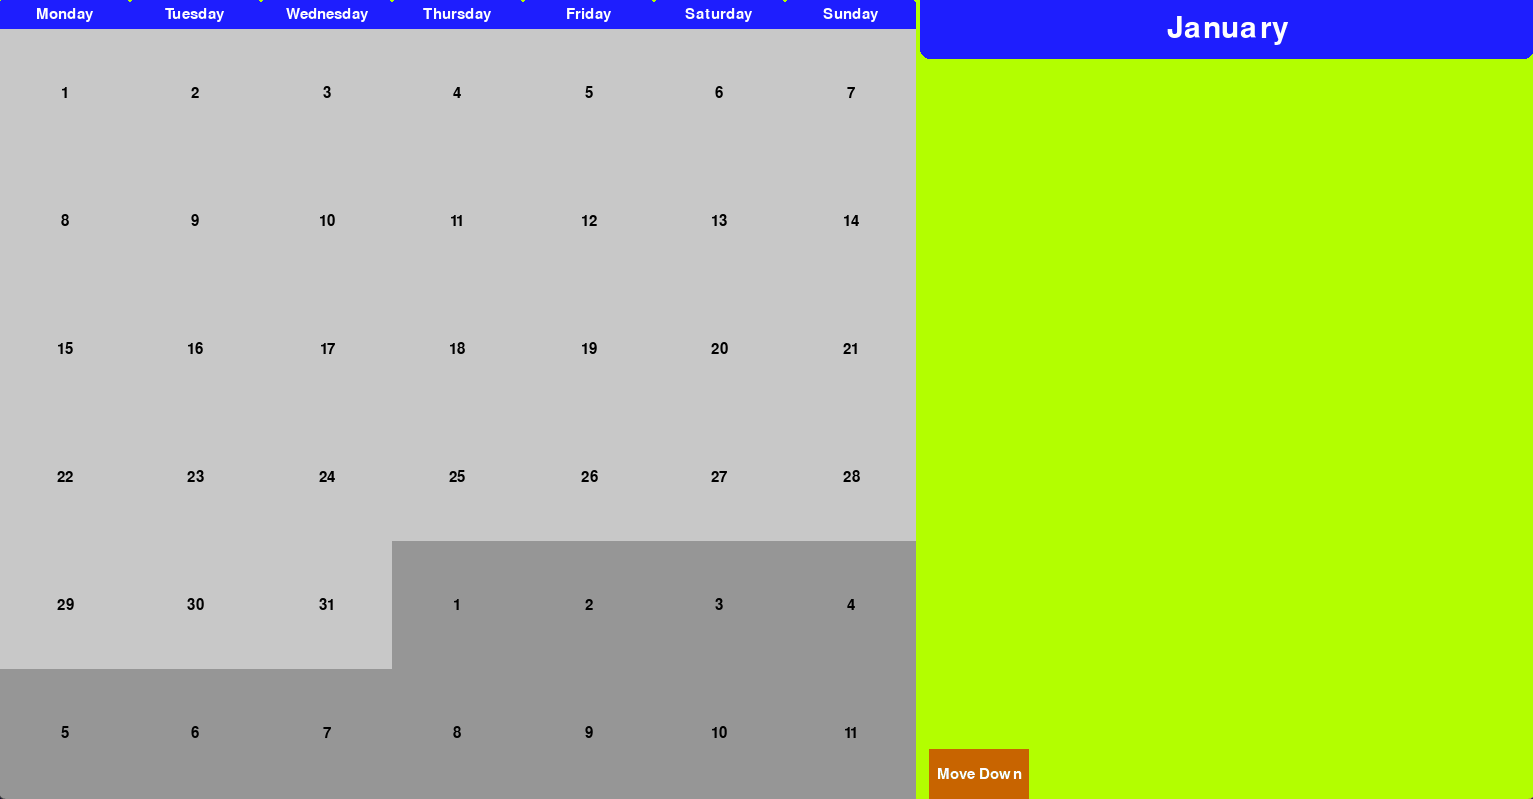 Monday Tuesday Wednesday Thursday Friday Saturday Sunday
1 2 3 4 5 6 7
8 9 10 11 12 13 14
15 16 17 18 19 20 21
22 23 24 25 26 27 28
29 30 31 1 2 3 4
5 6 7 8 9 10 11
January
Move Down